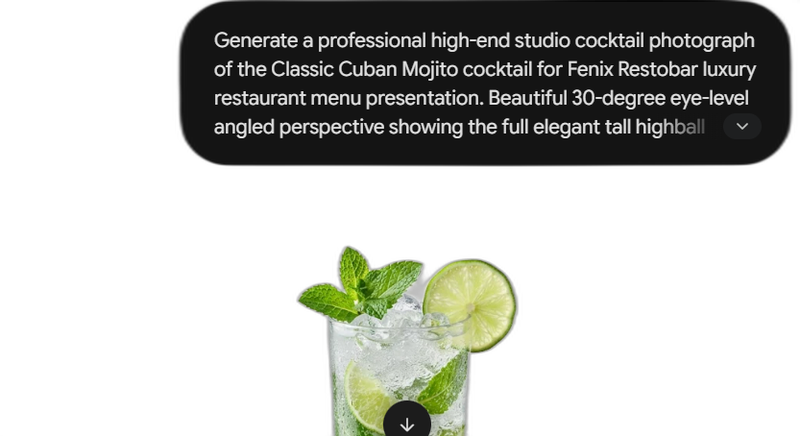 Generate a professional high-end studio cocktail photograph
of the Classic Cuban Mojito cocktail for Fenix Restobar luxury
restaurant menu presentation. Beautiful 30-degree eye-level
angled perspective showing the full elegant tall highball